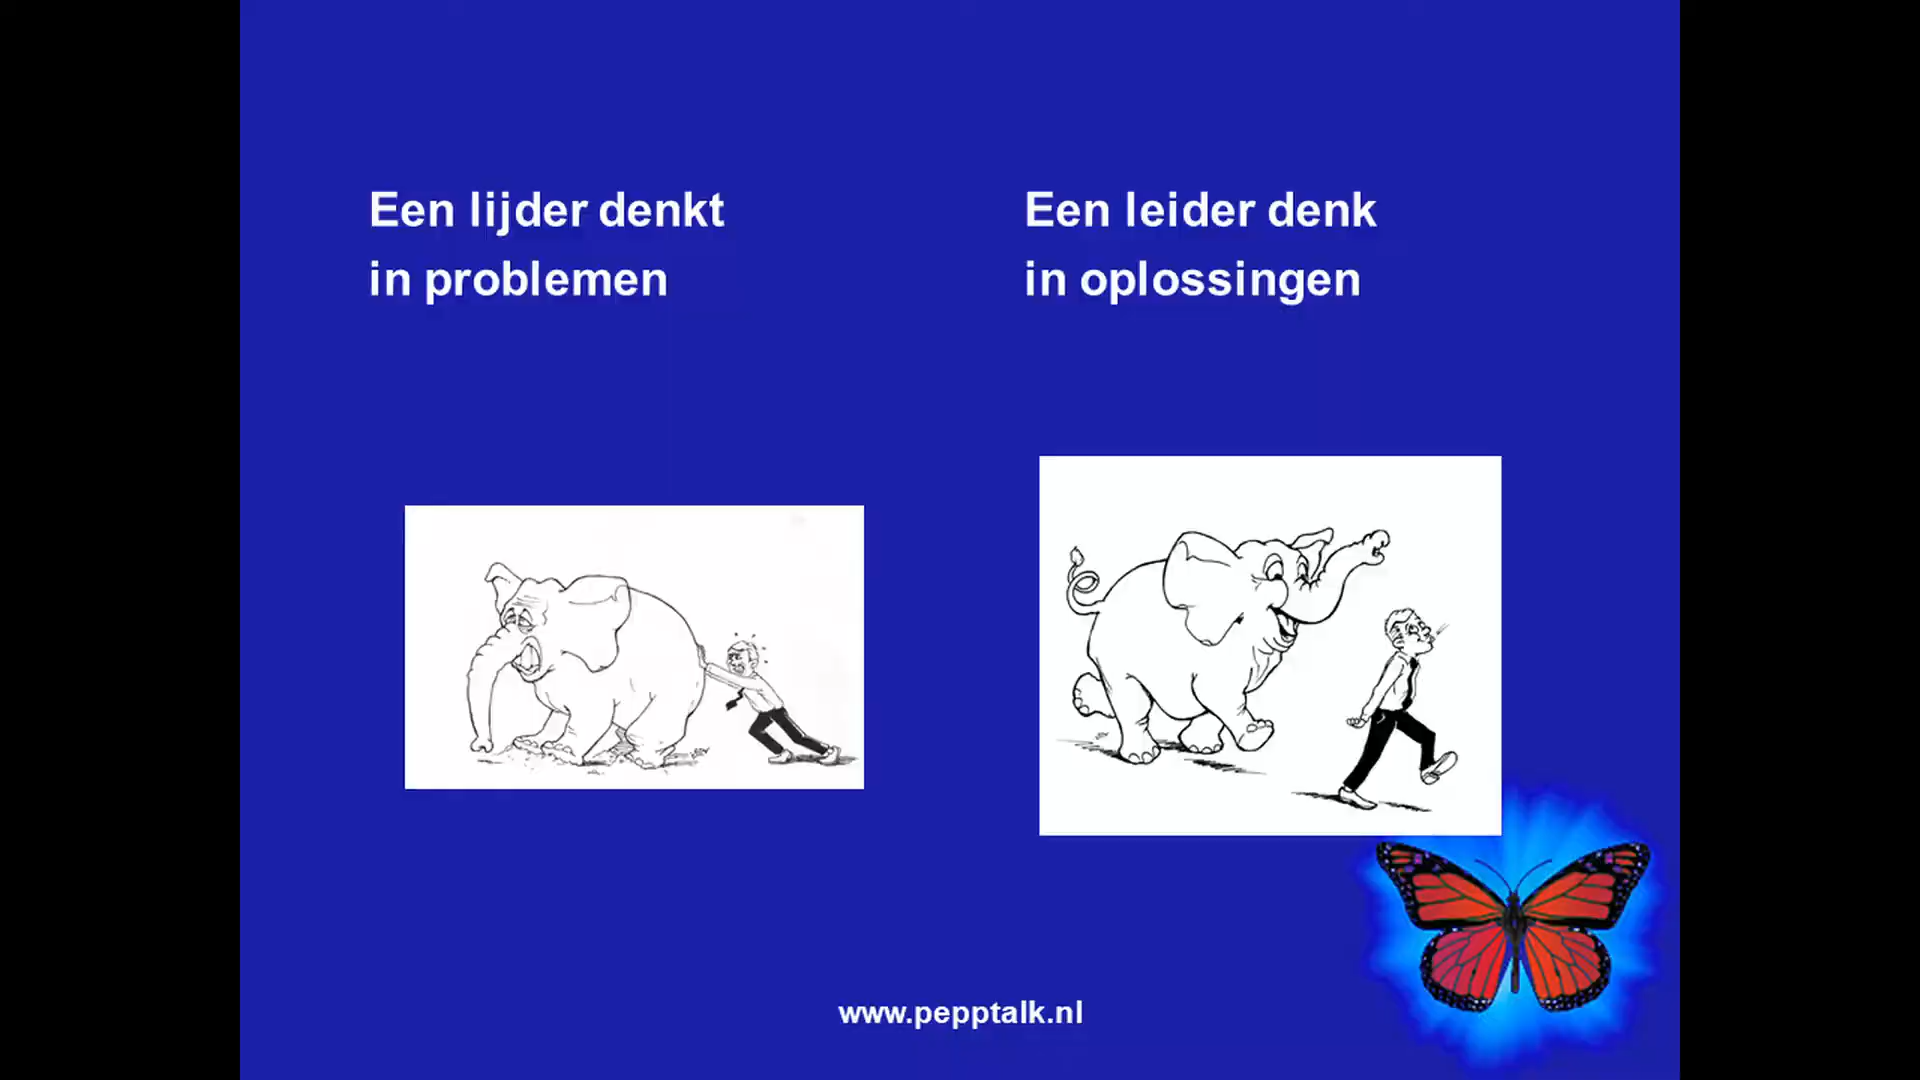 Een lijder denkt
in problemen
Een leider denk
in oplossingen
www.pepptalk.nl